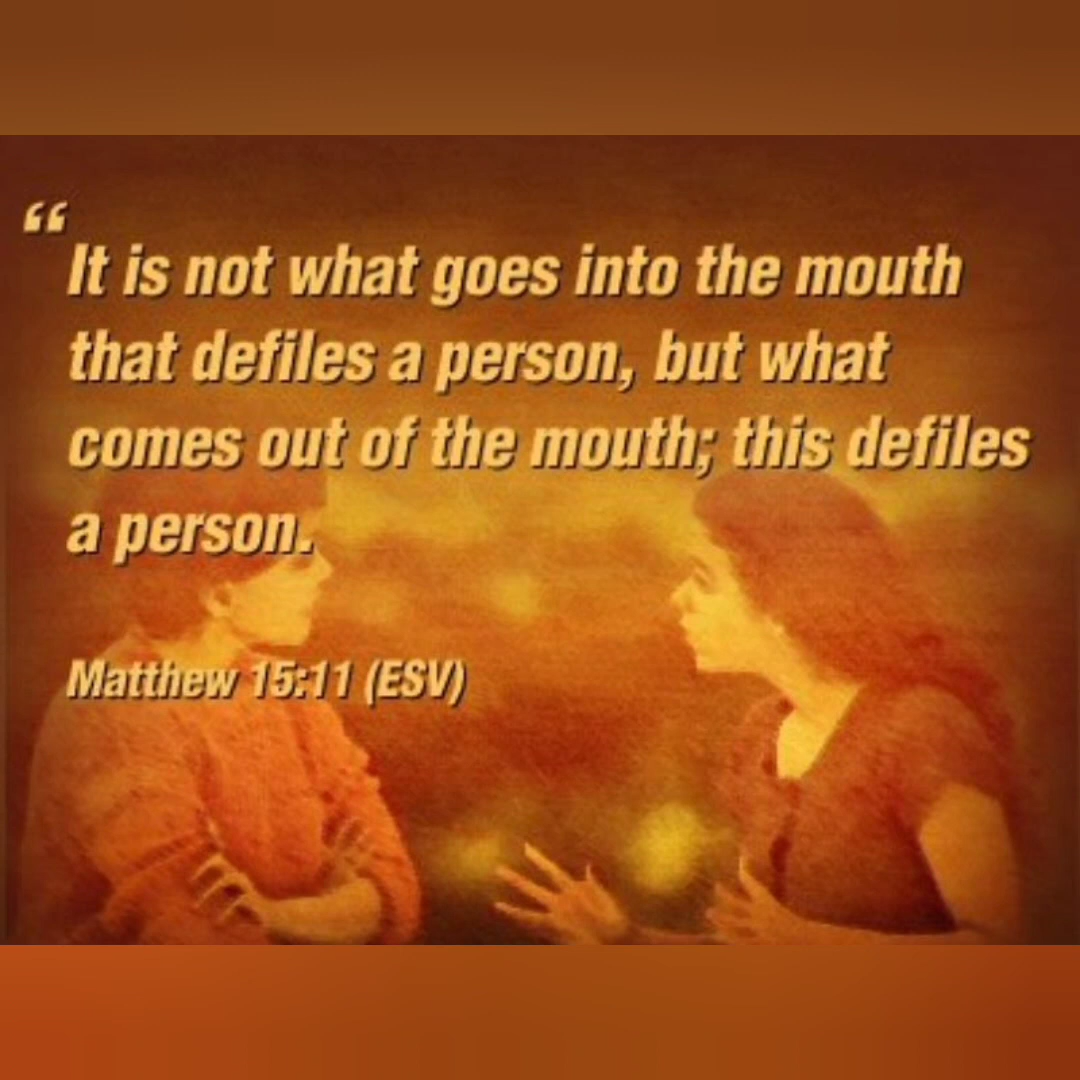 “
It is not what goes into the mouth
that defiles a person, but what
comes out of the mouth; this defiles
a person.
Matthew 15:11 (ESV)